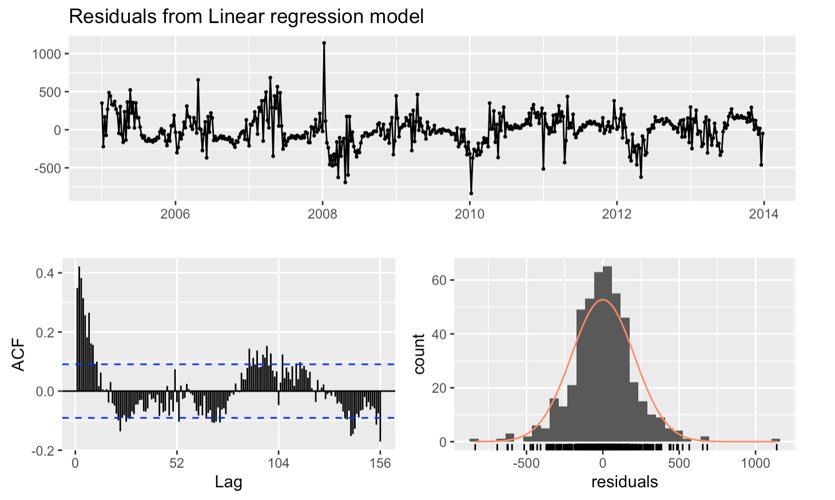 Residuals from Linear regression model
1000
500
0
-500
2006 2008 2010 2012 2014
ACF
0.4
0.2
0.0
-0.2
0 52 104 156
Lag
count
60
40
20
0
-500 0 500 1000
residuals